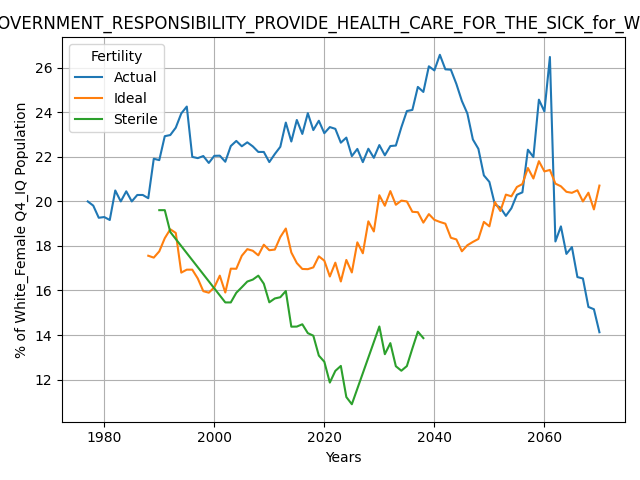 OVERNMENT_RESPONSIBILITY_PROVIDE_HEALTH_CARE_FOR_THE_SICK_for_W
Fertility
Actual
Ideal
Sterile
% of White_Female Q4_IQ Population
26
24
22
20
18
16
14
12
1980 2000 2020 2040 2060
Years